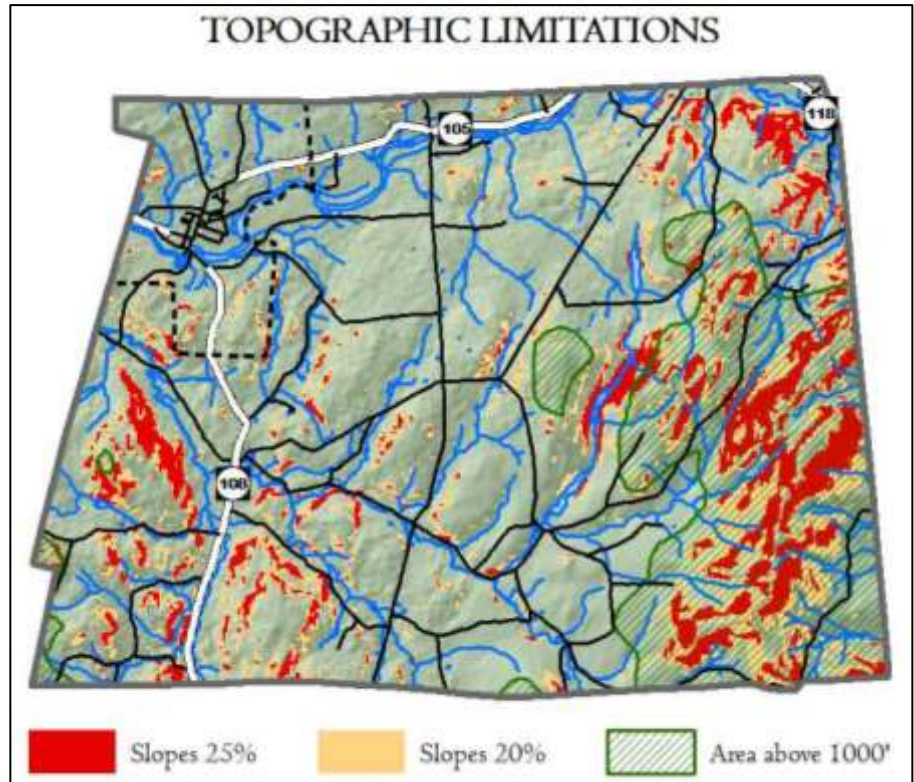 TOPOGRAPHIC LIMITATIONS
118
105
108
Slopes 25%
Slopes 20%
Area above 1000'